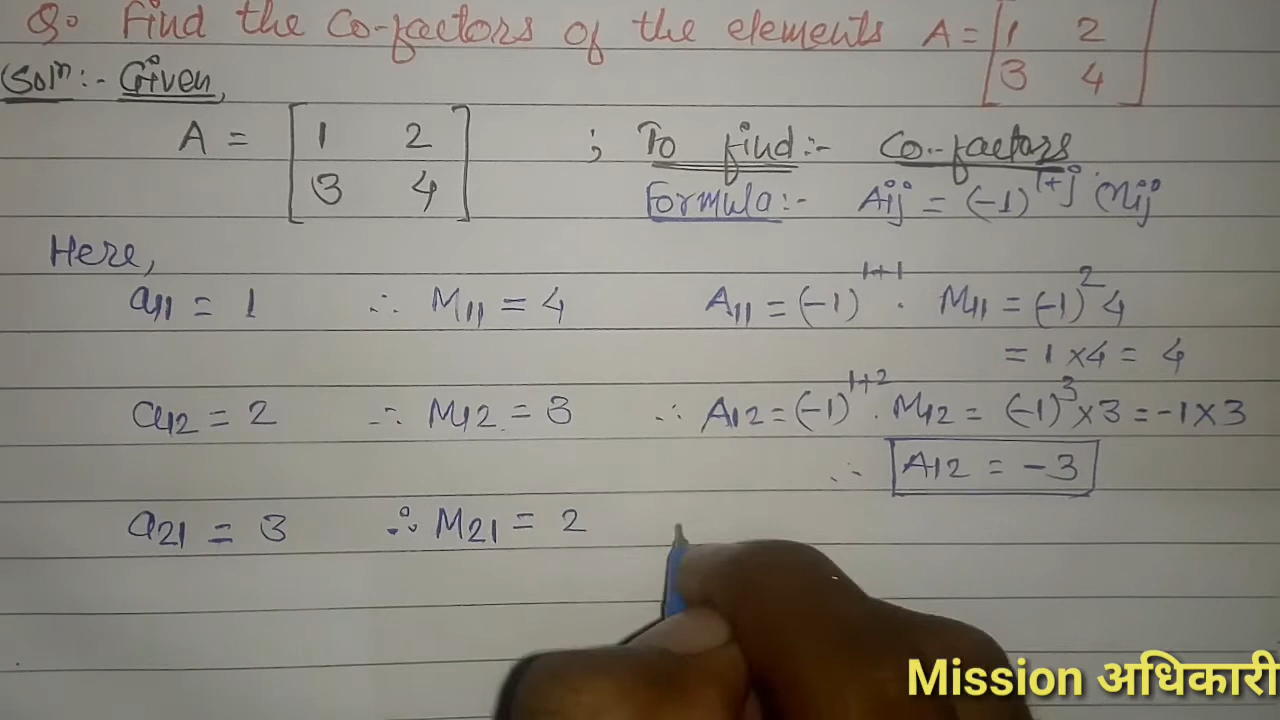 Q. Find the Co-factors of the elements A = [1 2
3 4]
Soln:- Given,
A = [1 2 ; To find:- Co-factors
3 4] Formula:- Aij = (-1)^i+j Mij
Here,
a11 = 1 ∴ M11 = 4 A11 = (-1)^1+1 . M11 = (-1)^2 4
= 1 × 4 = 4
a12 = 2 ∴ M12 = 3 ∴ A12 = (-1)^1+2 . M12 = (-1)^3 × 3 = -1 × 3
∴ A12 = -3
a21 = 3 ∴ M21 = 2
Mission अधिकारी